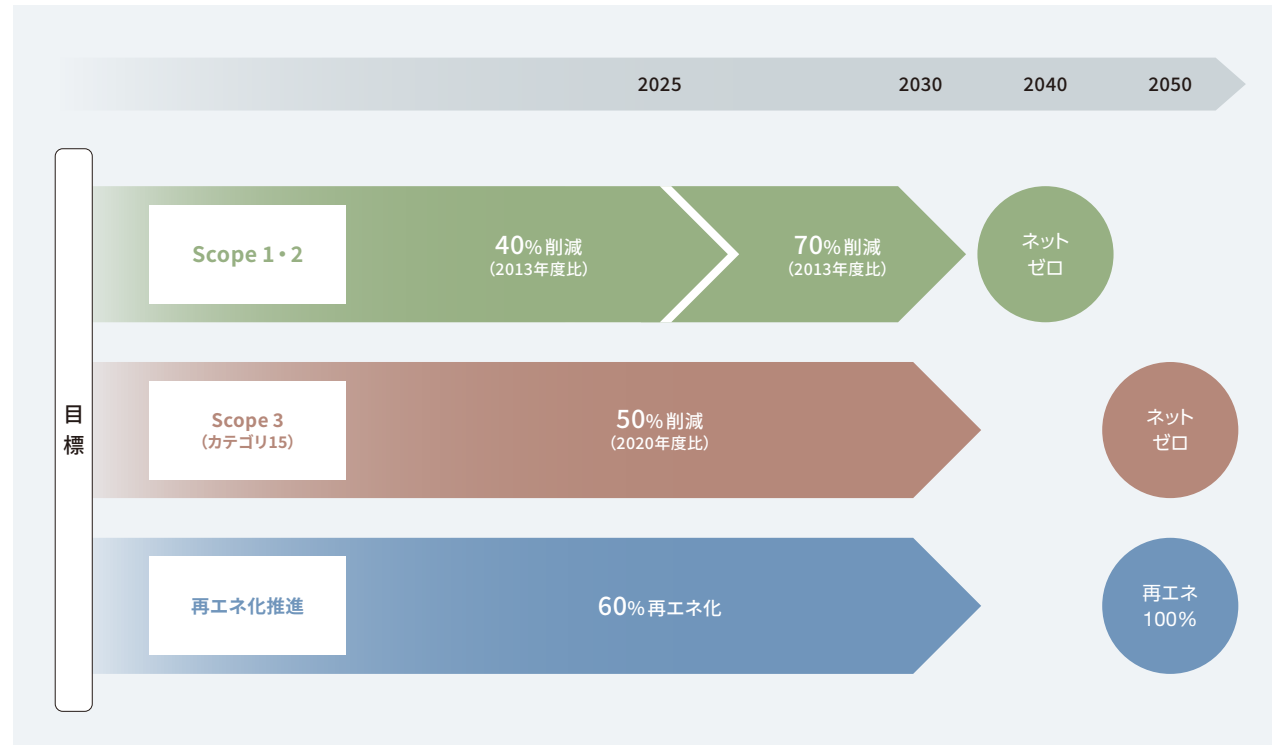 2025
2030
2040
2050
目
標
Scope 1・2
40%削減
（2013年度比）
70%削減
（2013年度比）
ネット
ゼロ
Scope 3
（カテゴリ15）
50%削減
（2020年度比）
ネット
ゼロ
再エネ化推進
60%再エネ化
再エネ
100%